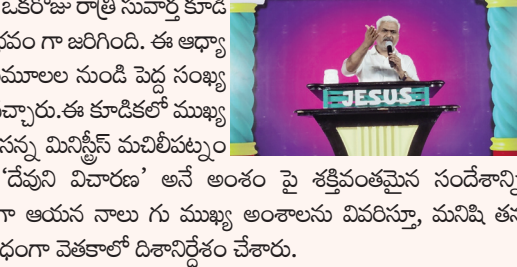 ఒకరోజు రాత్రి సువార్త కూడి
భవం గా జరిగింది. ఈ ఆధ్యా
మూలల నుండి పెద్ద సంఖ్య
చ్చారు.ఈ కూడికలో ముఖ్య
సన్న మినిస్ట్రీస్ మచిలీపట్నం
‘దేవుని విచారణ’ అనే అంశం పై శక్తివంతమైన సందేశాన్ని
గా ఆయన నాలు గు ముఖ్య అంశాలను వివరిస్తూ, మనిషి తన
ధంగా వెతకాలో దిశానిర్దేశం చేశారు.
JESUS